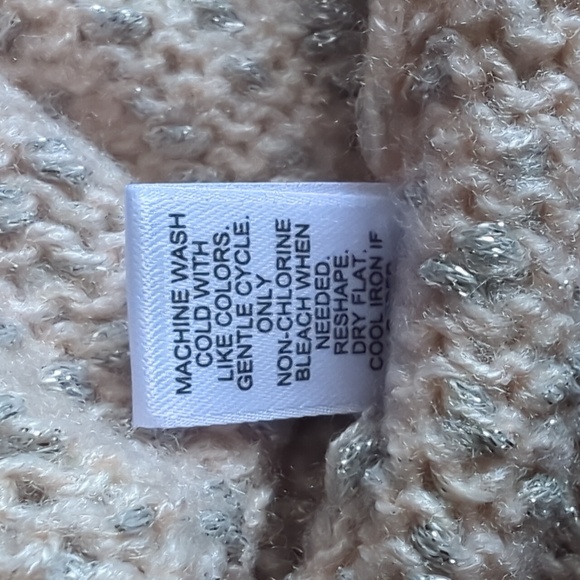 MACHINE WASH
COLD WITH
LIKE COLORS.
GENTLE CYCLE.
ONLY
NON-CHLORINE
BLEACH WHEN
NEEDED.
RESHAPE.
DRY FLAT.
COOL IRON IF